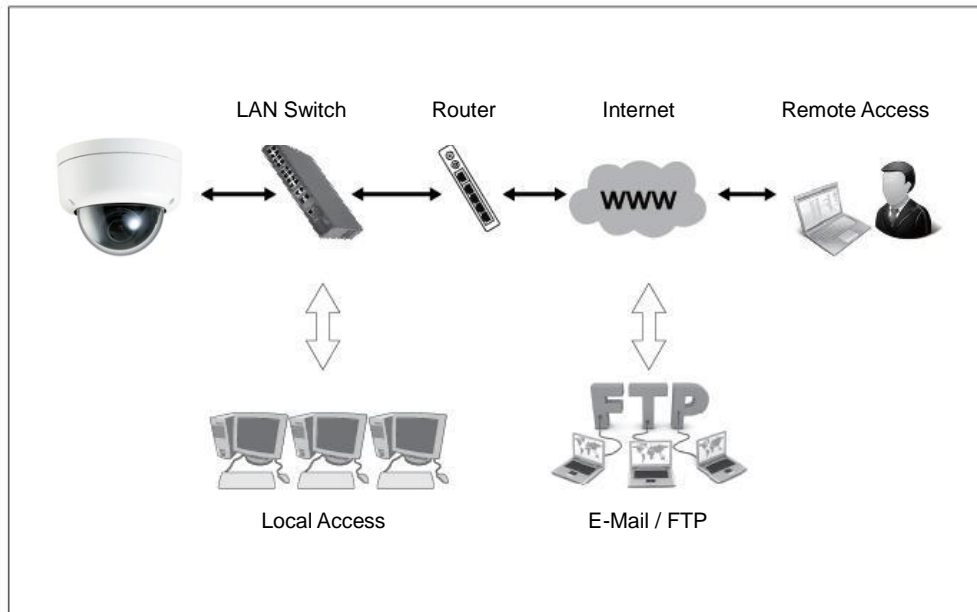 LAN Switch
Router
Internet
Remote Access
WWW
FTP
Local Access
E-Mail / FTP